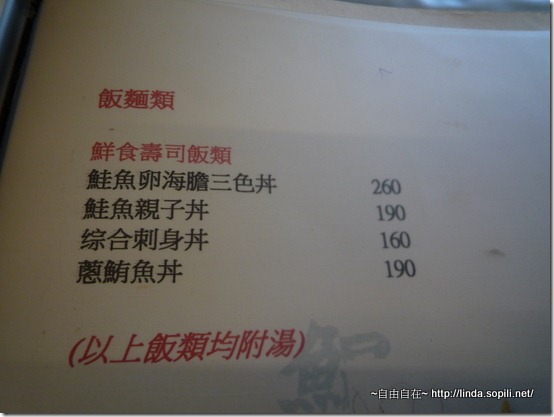 飯麵類
鮮食壽司飯類
鮭魚卵海膽三色丼 260
鮭魚親子丼 190
综合刺身丼 160
蔥鮪魚丼 190
(以上飯類均附湯)
~自由自在~ http://linda.sopili.net/